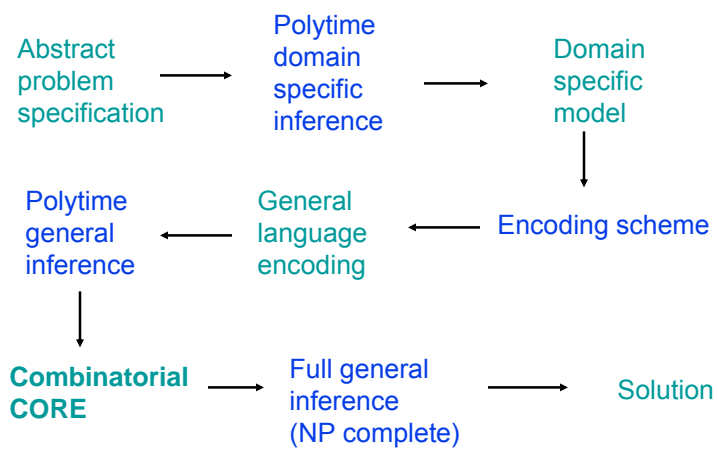 Abstract
problem
specification
Polytime
domain
specific
inference
Domain
specific
model
Encoding scheme
General
language
encoding
Polytime
general
inference
Combinatorial
CORE
Full general
inference
(NP complete)
Solution